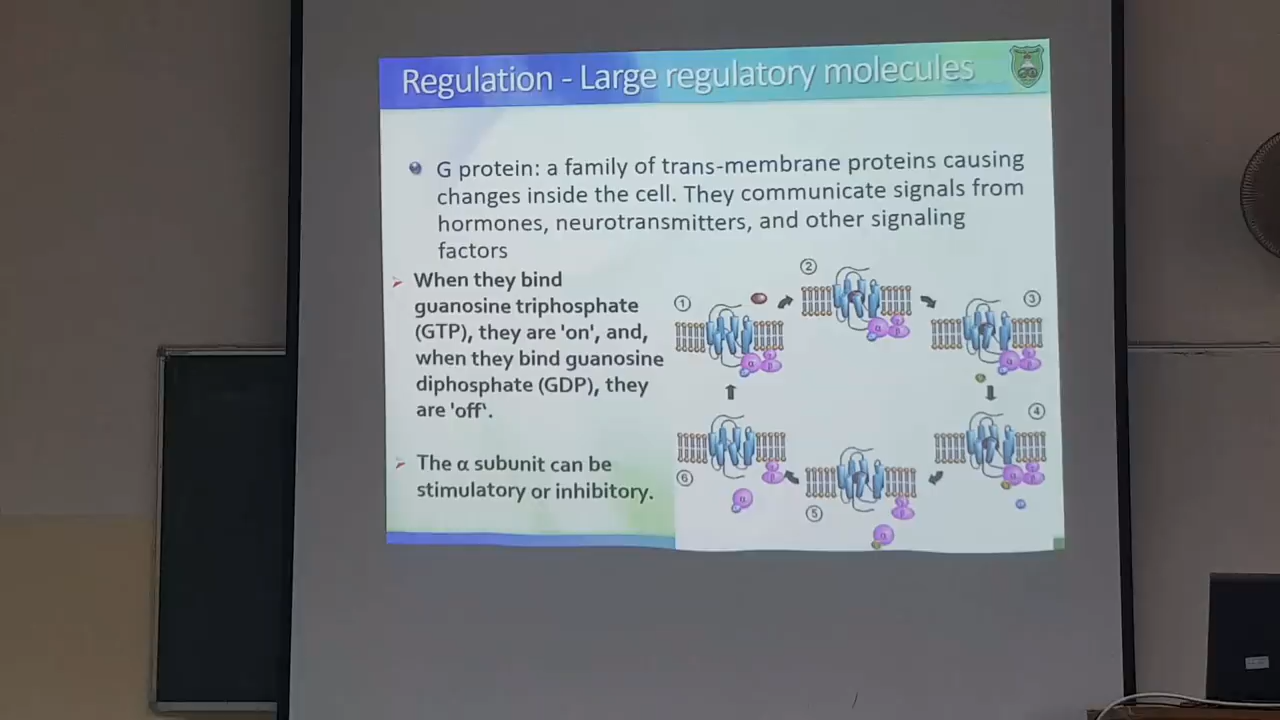 Regulation - Large regulatory molecules
G protein: a family of trans-membrane proteins causing
changes inside the cell. They communicate signals from
hormones, neurotransmitters, and other signaling
factors
When they bind
guanosine triphosphate
(GTP), they are 'on', and,
when they bind guanosine
diphosphate (GDP), they
are 'off'.
The α subunit can be
stimulatory or inhibitory.
1
2
3
4
5
6
α
α
α
α
α
α